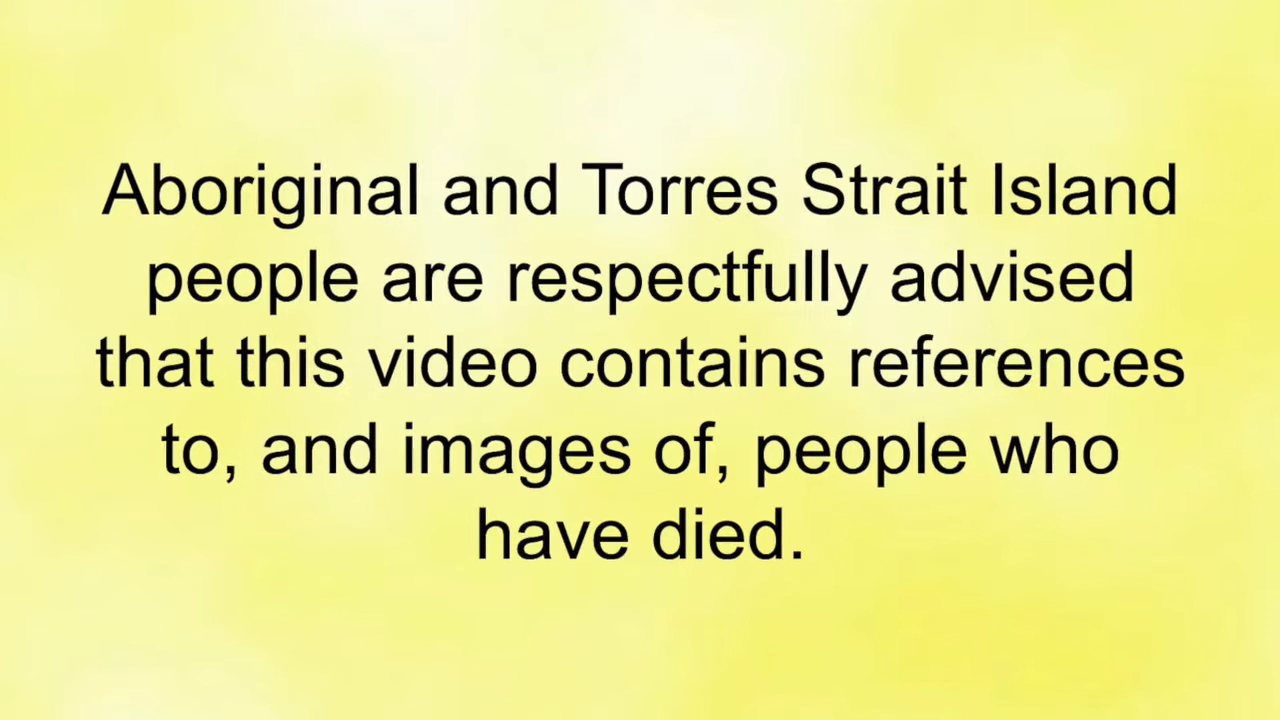 Aboriginal and Torres Strait Island
people are respectfully advised
that this video contains references
to, and images of, people who
have died.